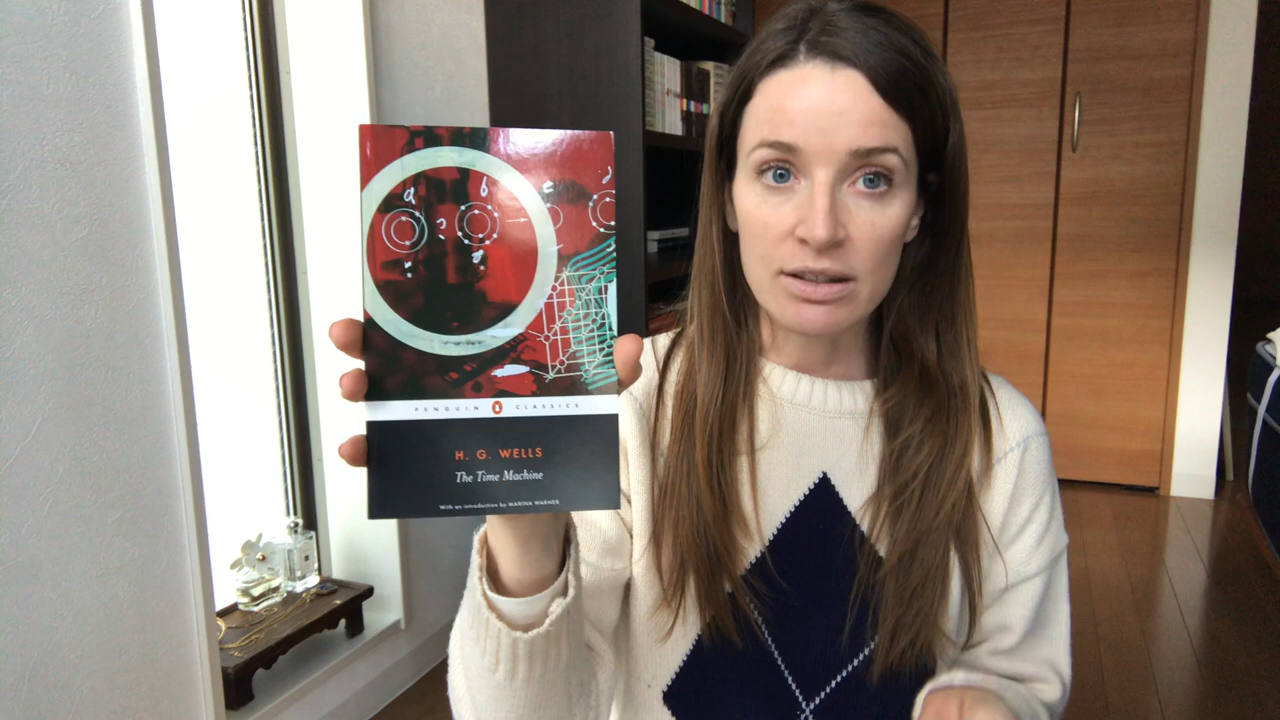 a b c d
PENGUIN CLASSICS
H. G. WELLS
The Time Machine
With an introduction by MARINA WARNER